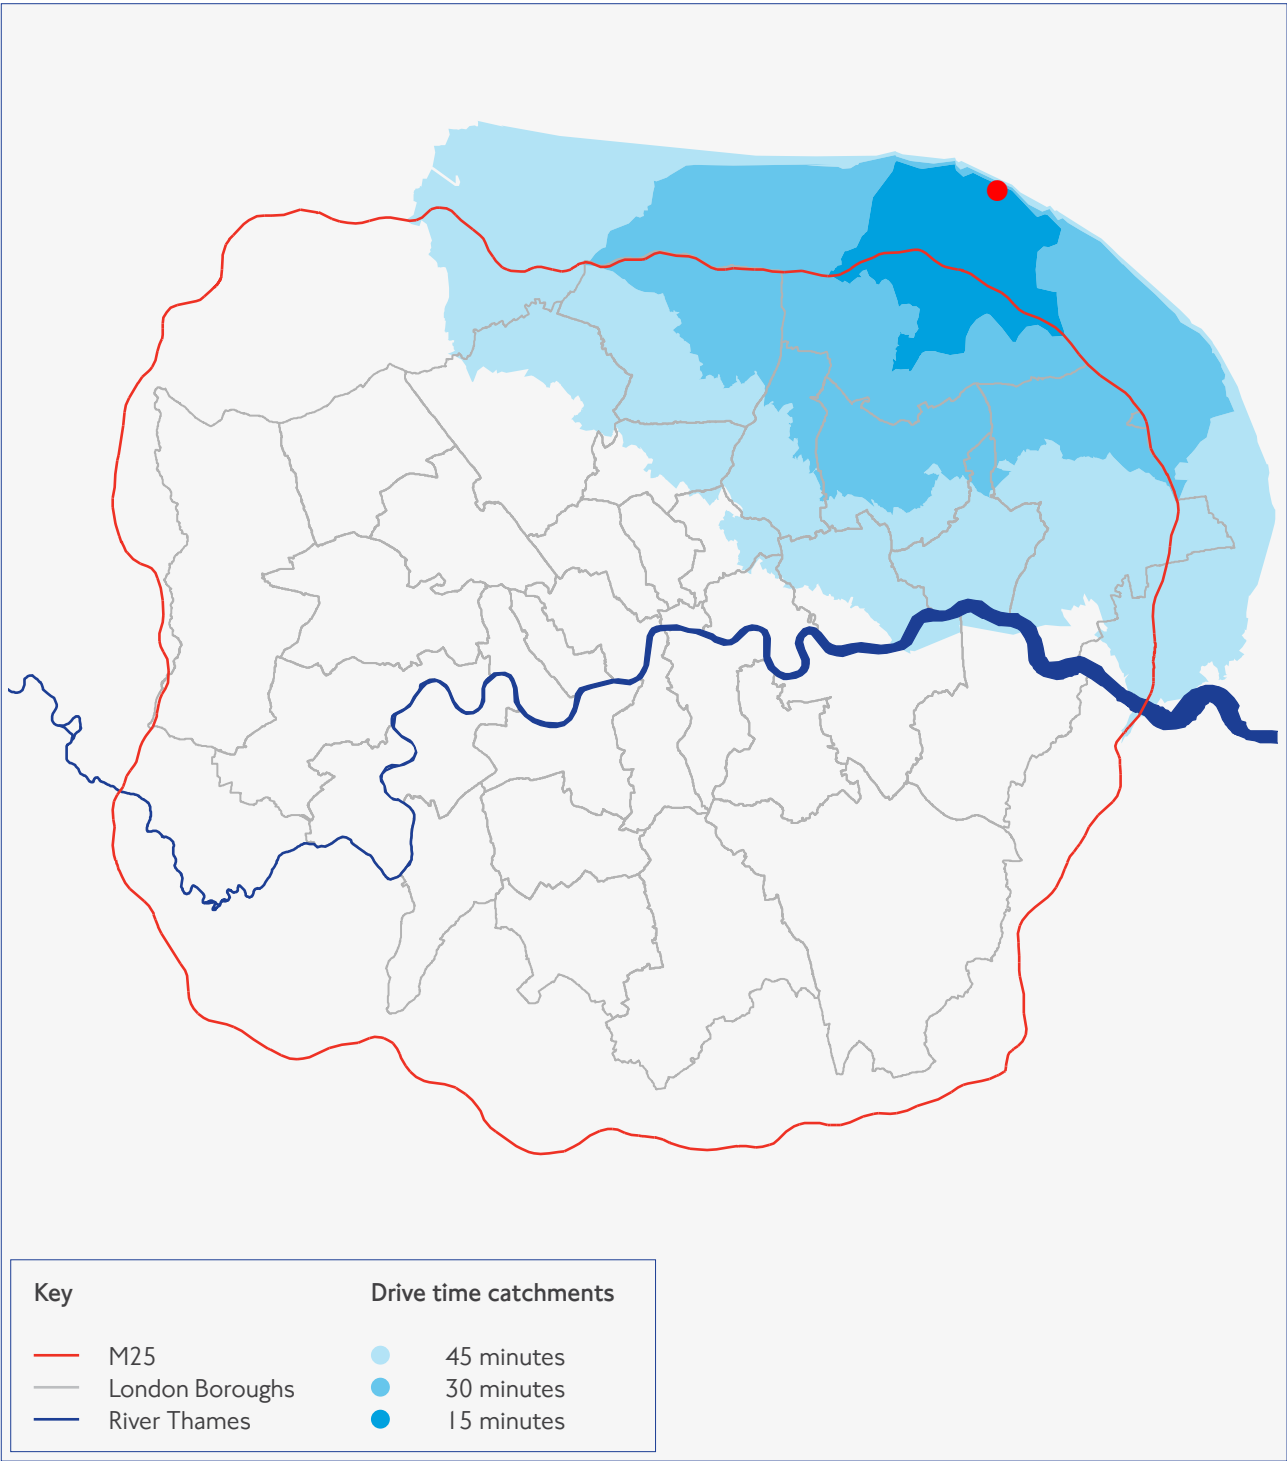 Key
Drive time catchments
M25
45 minutes
London Boroughs
30 minutes
River Thames
15 minutes